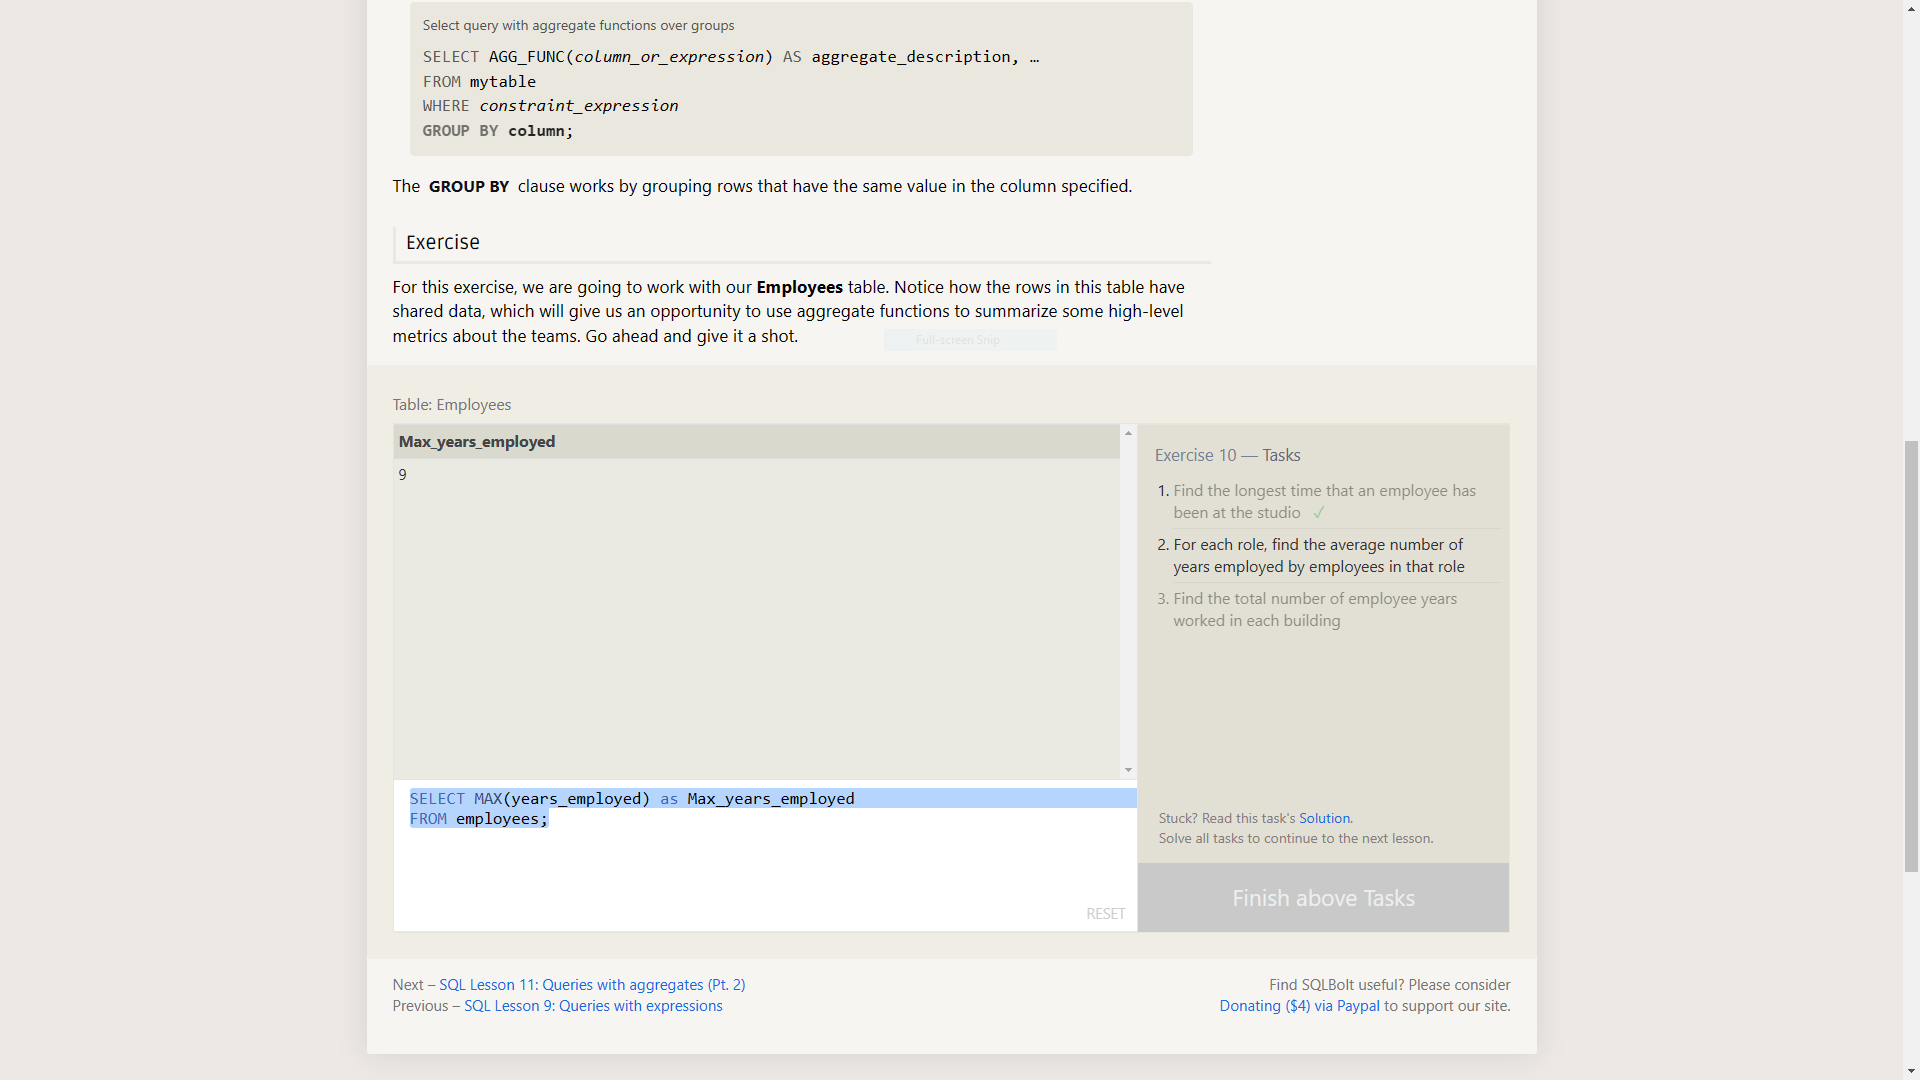 Select query with aggregate functions over groups
SELECT AGG_FUNC(column_or_expression) AS aggregate_description, …
FROM mytable
WHERE constraint_expression
GROUP BY column;
The GROUP BY clause works by grouping rows that have the same value in the column specified.
Exercise
For this exercise, we are going to work with our Employees table. Notice how the rows in this table have
shared data, which will give us an opportunity to use aggregate functions to summarize some high-level
metrics about the teams. Go ahead and give it a shot.
Full-screen Snip
Table: Employees
Max_years_employed
9
SELECT MAX(years_employed) as Max_years_employed
FROM employees;
RESET
Exercise 10 — Tasks
1. Find the longest time that an employee has
been at the studio ✓
2. For each role, find the average number of
years employed by employees in that role
3. Find the total number of employee years
worked in each building
Stuck? Read this task's Solution.
Solve all tasks to continue to the next lesson.
Finish above Tasks
Next – SQL Lesson 11: Queries with aggregates (Pt. 2)
Previous – SQL Lesson 9: Queries with expressions
Find SQLBolt useful? Please consider
Donating ($4) via Paypal to support our site.